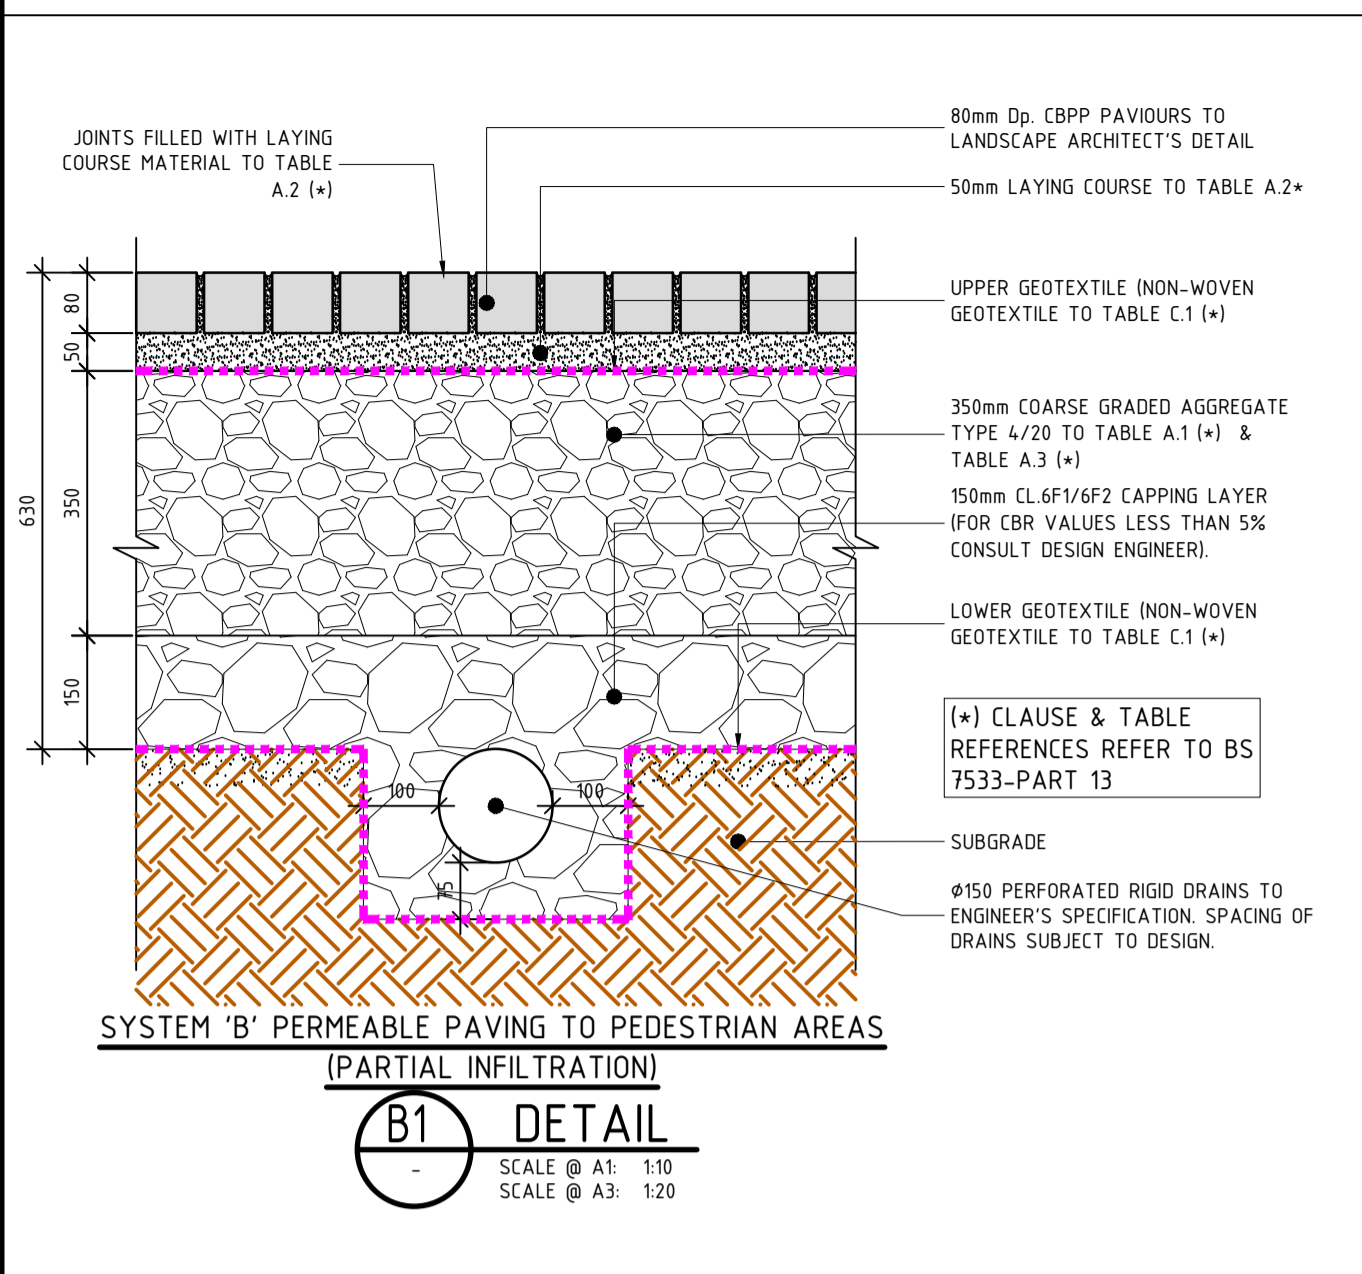 JOINTS FILLED WITH LAYING
COURSE MATERIAL TO TABLE
A.2 (*)
80mm Dp. CBPP PAVIOURS TO
LANDSCAPE ARCHITECT'S DETAIL
50mm LAYING COURSE TO TABLE A.2*
UPPER GEOTEXTILE (NON-WOVEN
GEOTEXTILE TO TABLE C.1 (*)
350mm COARSE GRADED AGGREGATE
TYPE 4/20 TO TABLE A.1 (*) &
TABLE A.3 (*)
150mm CL.6F1/6F2 CAPPING LAYER
(FOR CBR VALUES LESS THAN 5%
CONSULT DESIGN ENGINEER).
LOWER GEOTEXTILE (NON-WOVEN
GEOTEXTILE TO TABLE C.1 (*)
(*) CLAUSE & TABLE
REFERENCES REFER TO BS
7533-PART 13
SUBGRADE
Ø150 PERFORATED RIGID DRAINS TO
ENGINEER'S SPECIFICATION. SPACING OF
DRAINS SUBJECT TO DESIGN.
630
80
50
350
150
100
100
75
SYSTEM 'B' PERMEABLE PAVING TO PEDESTRIAN AREAS
(PARTIAL INFILTRATION)
B1
-
DETAIL
SCALE @ A1: 1:10
SCALE @ A3: 1:20